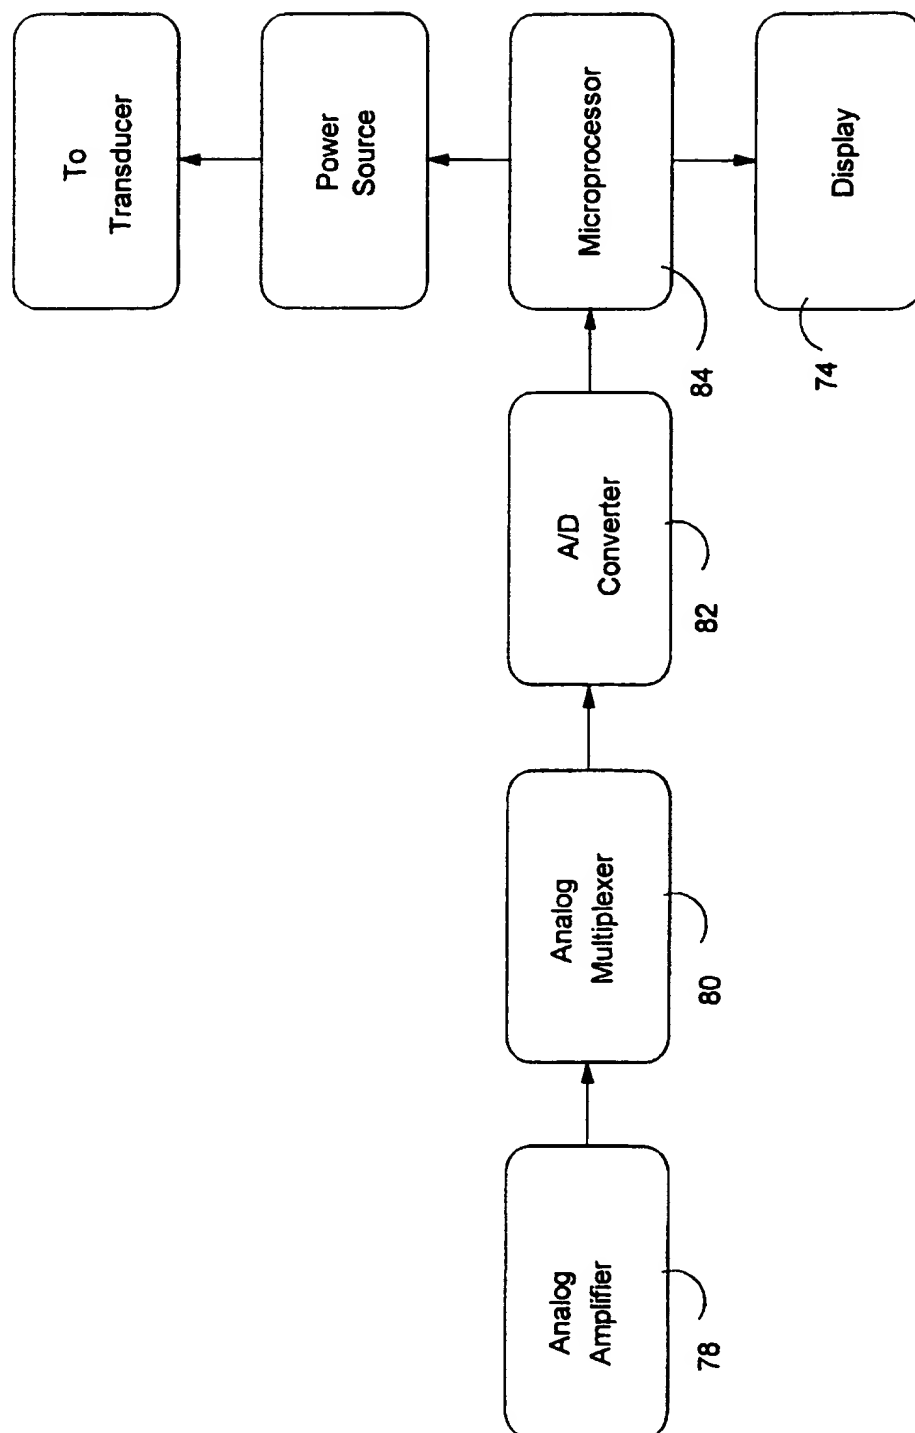 Analog
Amplifier
78
Analog
Multiplexer
80
A/D
Converter
82
Microprocessor
84
Power
Source
To
Transducer
Display
74